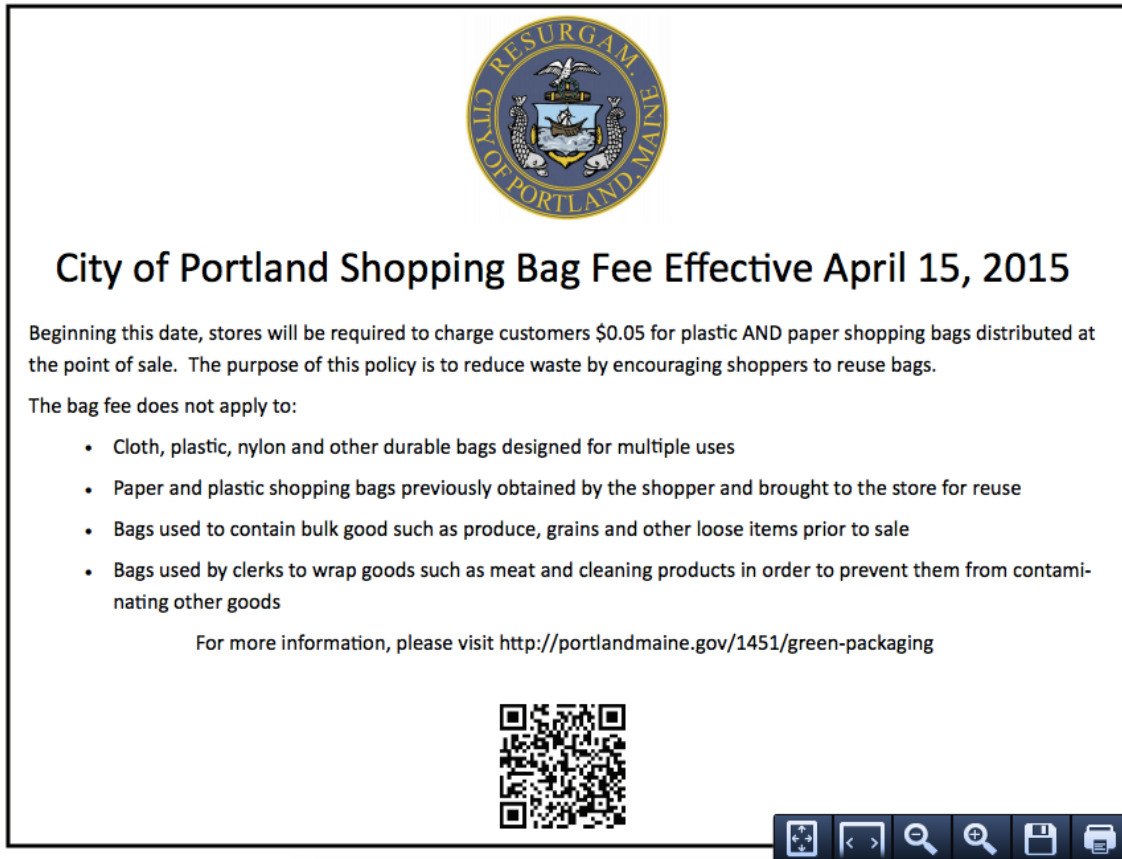 RESURGAM.
CITY OF PORTLAND, MAINE
City of Portland Shopping Bag Fee Effective April 15, 2015
Beginning this date, stores will be required to charge customers $0.05 for plastic AND paper shopping bags distributed at
the point of sale.  The purpose of this policy is to reduce waste by encouraging shoppers to reuse bags.
The bag fee does not apply to:
• Cloth, plastic, nylon and other durable bags designed for multiple uses
• Paper and plastic shopping bags previously obtained by the shopper and brought to the store for reuse
• Bags used to contain bulk good such as produce, grains and other loose items prior to sale
• Bags used by clerks to wrap goods such as meat and cleaning products in order to prevent them from contami-
nating other goods
For more information, please visit http://portlandmaine.gov/1451/green-packaging